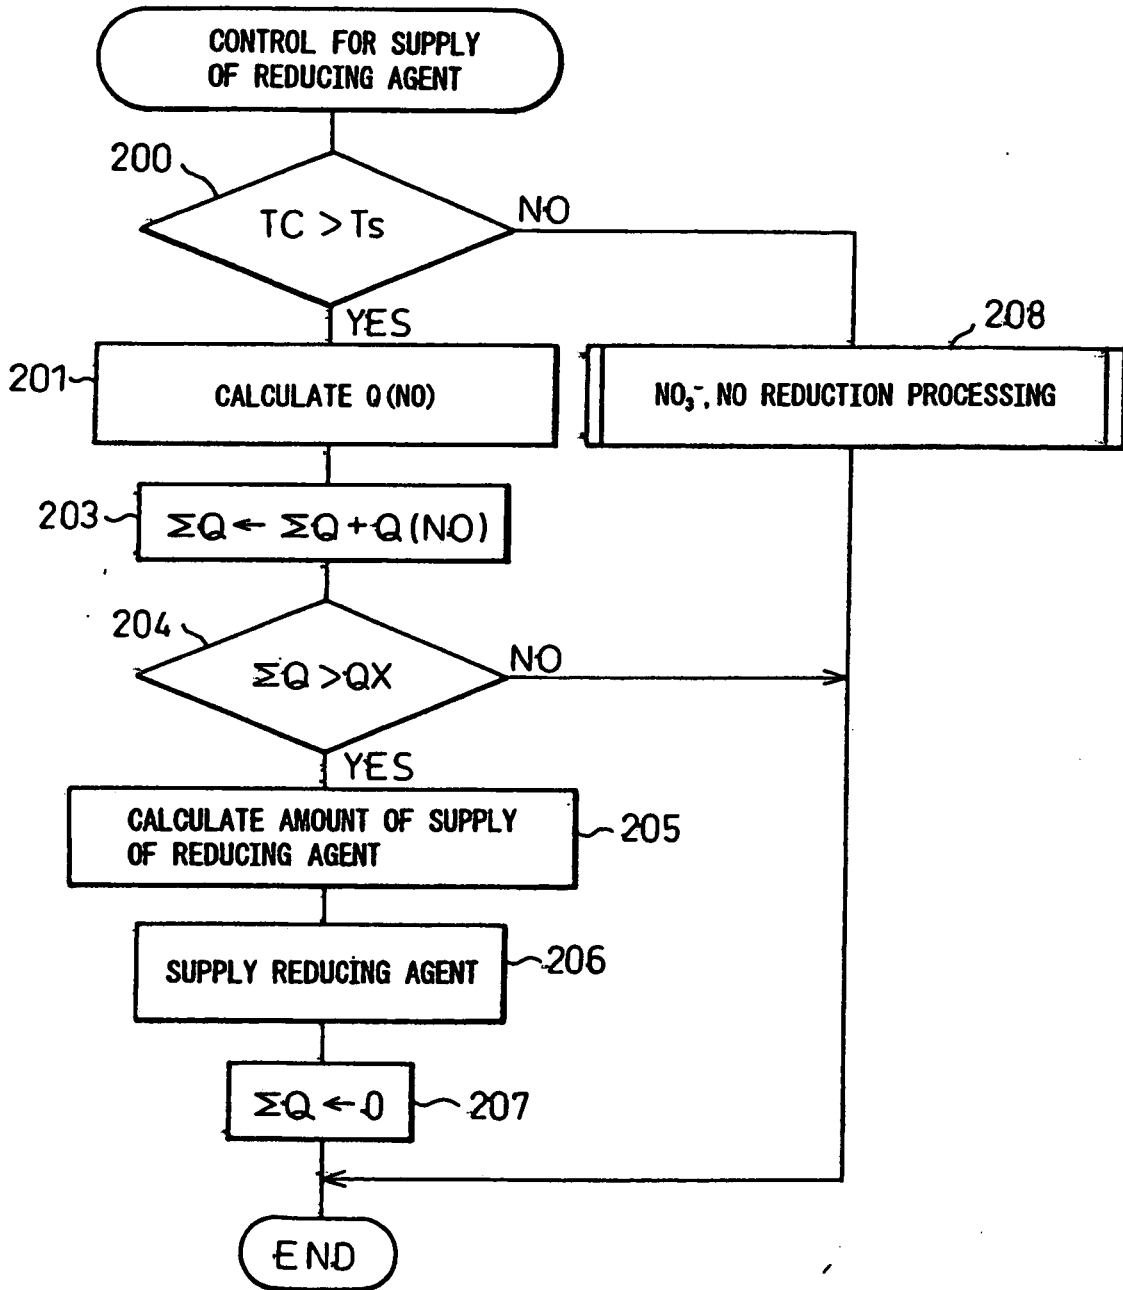 CONTROL FOR SUPPLY
OF REDUCING AGENT
200
TC > Ts
NO
YES
208
201
CALCULATE Q (NO)
NO₃⁻, NO REDUCTION PROCESSING
203
ΣQ ← ΣQ + Q (NO)
204
ΣQ > QX
NO
YES
CALCULATE AMOUNT OF SUPPLY
OF REDUCING AGENT
205
SUPPLY REDUCING AGENT
206
ΣQ ← 0
207
END